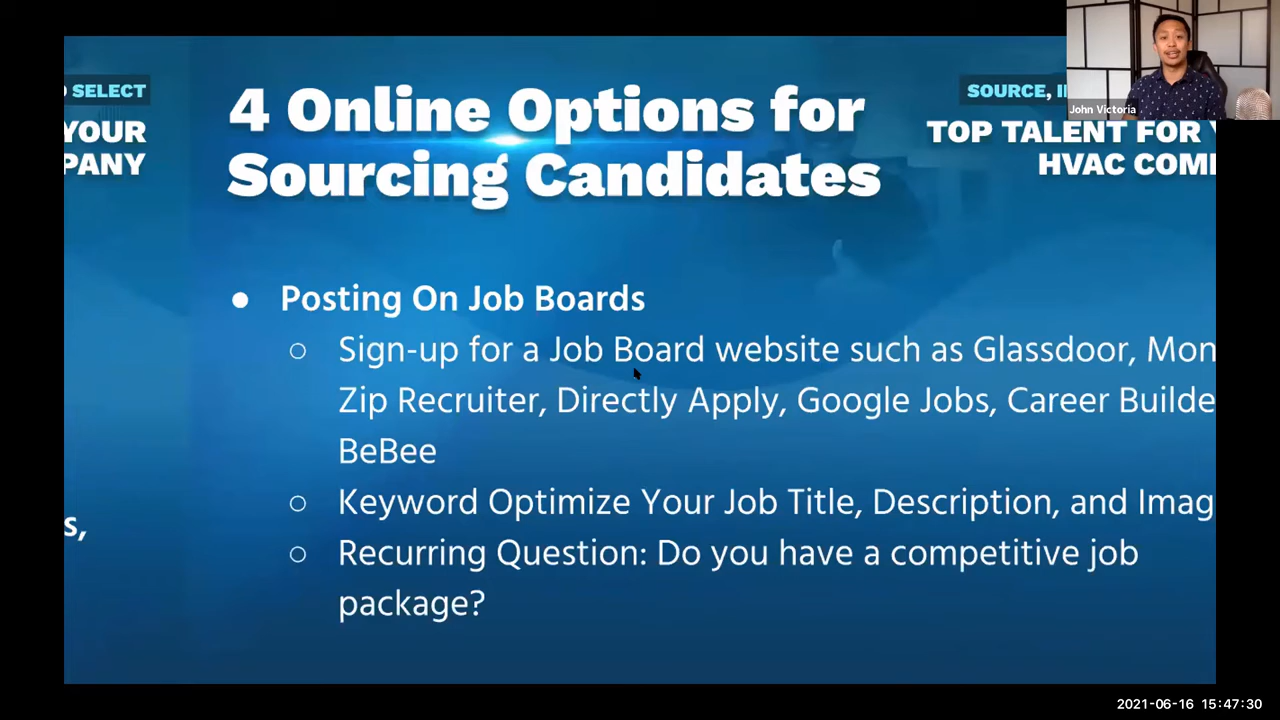 SELECT
YOUR
PANY
s,
4 Online Options for
Sourcing Candidates
● Posting On Job Boards
○ Sign-up for a Job Board website such as Glassdoor, Mon
Zip Recruiter, Directly Apply, Google Jobs, Career Builde
BeBee
○ Keyword Optimize Your Job Title, Description, and Imag
○ Recurring Question: Do you have a competitive job
package?
SOURCE, I
TOP TALENT FOR
HVAC COM
John Victoria
2021-06-16 15:47:30